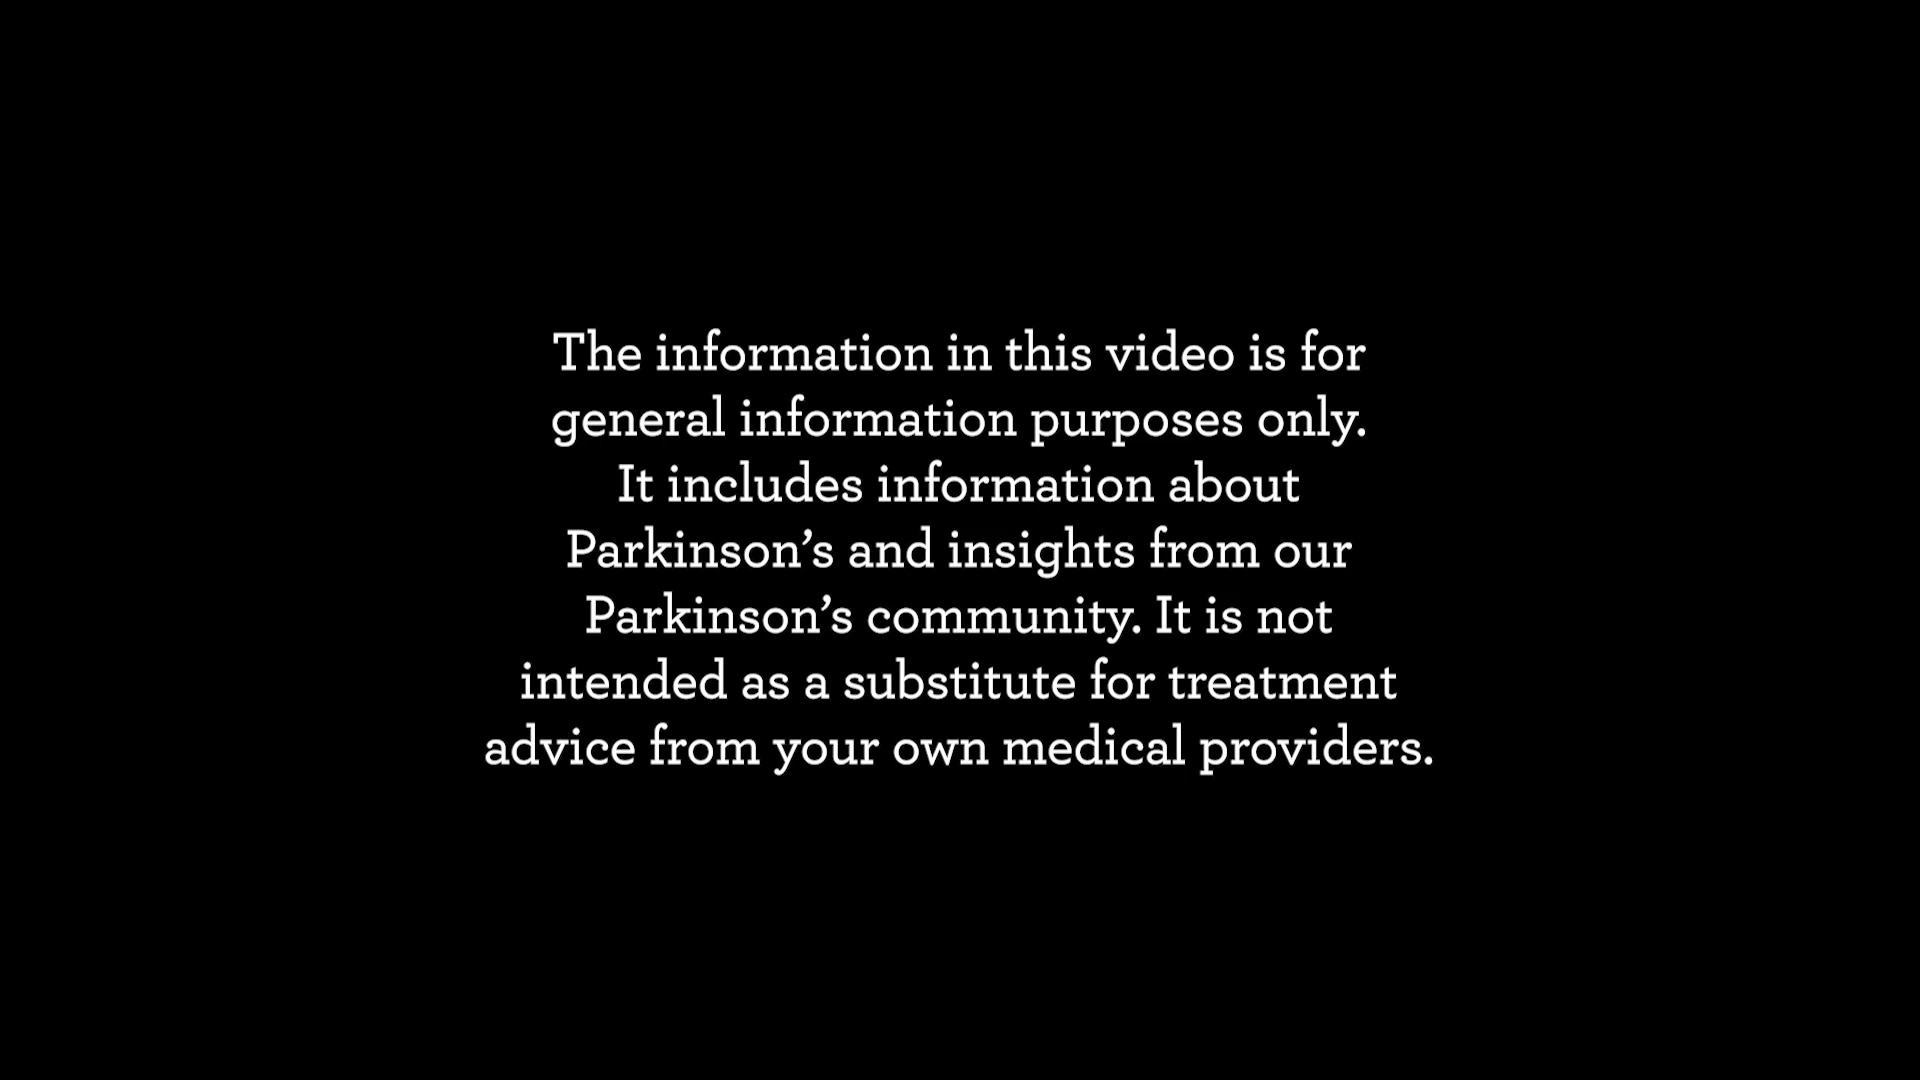 The information in this video is for
general information purposes only.
It includes information about
Parkinson’s and insights from our
Parkinson’s community. It is not
intended as a substitute for treatment
advice from your own medical providers.